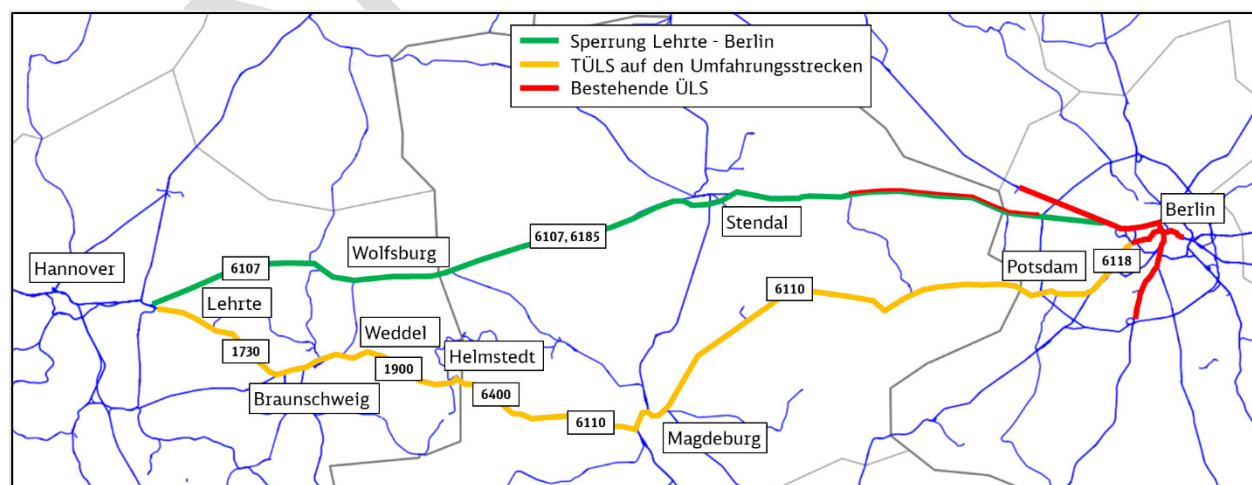 Sperrung Lehrte - Berlin
TÜLS auf den Umfahrungsstrecken
Bestehende ÜLS
Berlin
Stendal
6107, 6185
Wolfsburg
Hannover
6107
Potsdam
6118
Lehrte
6110
Weddel
Helmstedt
1730
1900
6400
Braunschweig
6110
Magdeburg